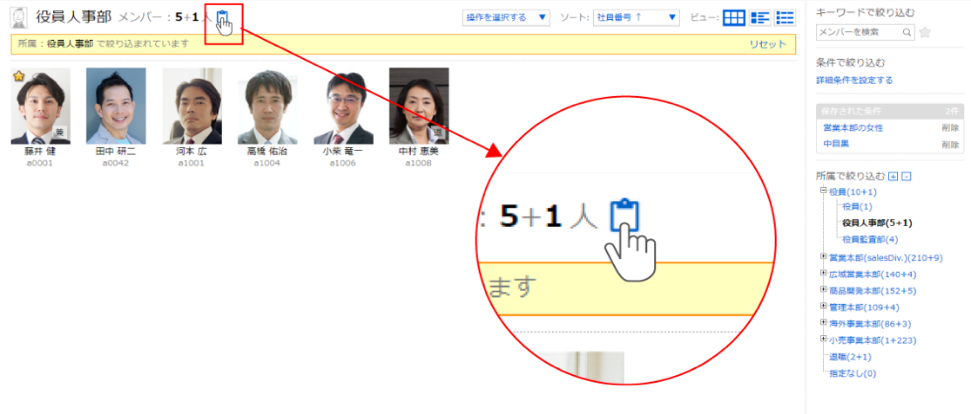 役員人事部 メンバー：5+1人
操作を選択する ▼ ソート： 社員番号 ↑ ▼ ビュー：
所属：役員人事部 で絞り込まれています リセット
兼
退
藤井 健
a0001
田中 研二
a0042
河本 広
a1001
高橋 佑治
a1004
小柴 竜一
a1006
中村 恵美
a1008
：5+1人
ます
キーワードで絞り込む
メンバーを検索
条件で絞り込む
詳細条件を設定する
保存された条件 2件
営業本部の女性 削除
中目黒 削除
所属で絞り込む
役員(10+1)
役員(1)
役員人事部(5+1)
役員監査部(4)
営業本部(salesDiv.)(210+9)
広域営業本部(140+4)
商品開発本部(152+5)
管理本部(109+4)
海外事業本部(86+3)
小売事業本部(1+223)
退職(2+1)
指定なし(0)